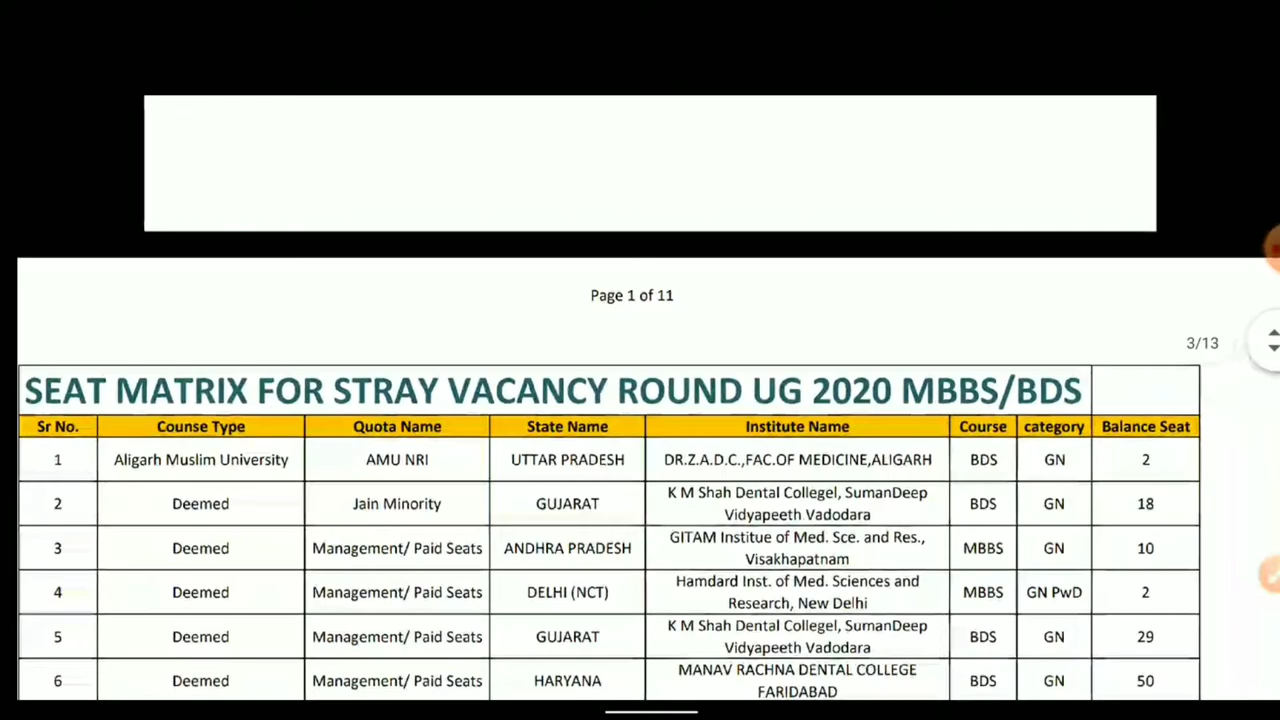 Page 1 of 11
3/13
SEAT MATRIX FOR STRAY VACANCY ROUND UG 2020 MBBS/BDS
Sr No. Counse Type Quota Name State Name Institute Name Course category Balance Seat
1 Aligarh Muslim University AMU NRI UTTAR PRADESH DR.Z.A.D.C.,FAC.OF MEDICINE,ALIGARH BDS GN 2
2 Deemed Jain Minority GUJARAT K M Shah Dental Collegel, SumanDeep
Vidyapeeth Vadodara BDS GN 18
3 Deemed Management/ Paid Seats ANDHRA PRADESH GITAM Institue of Med. Sce. and Res.,
Visakhapatnam MBBS GN 10
4 Deemed Management/ Paid Seats DELHI (NCT) Hamdard Inst. of Med. Sciences and
Research, New Delhi MBBS GN PwD 2
5 Deemed Management/ Paid Seats GUJARAT K M Shah Dental Collegel, SumanDeep
Vidyapeeth Vadodara BDS GN 29
6 Deemed Management/ Paid Seats HARYANA MANAV RACHNA DENTAL COLLEGE
FARIDABAD BDS GN 50